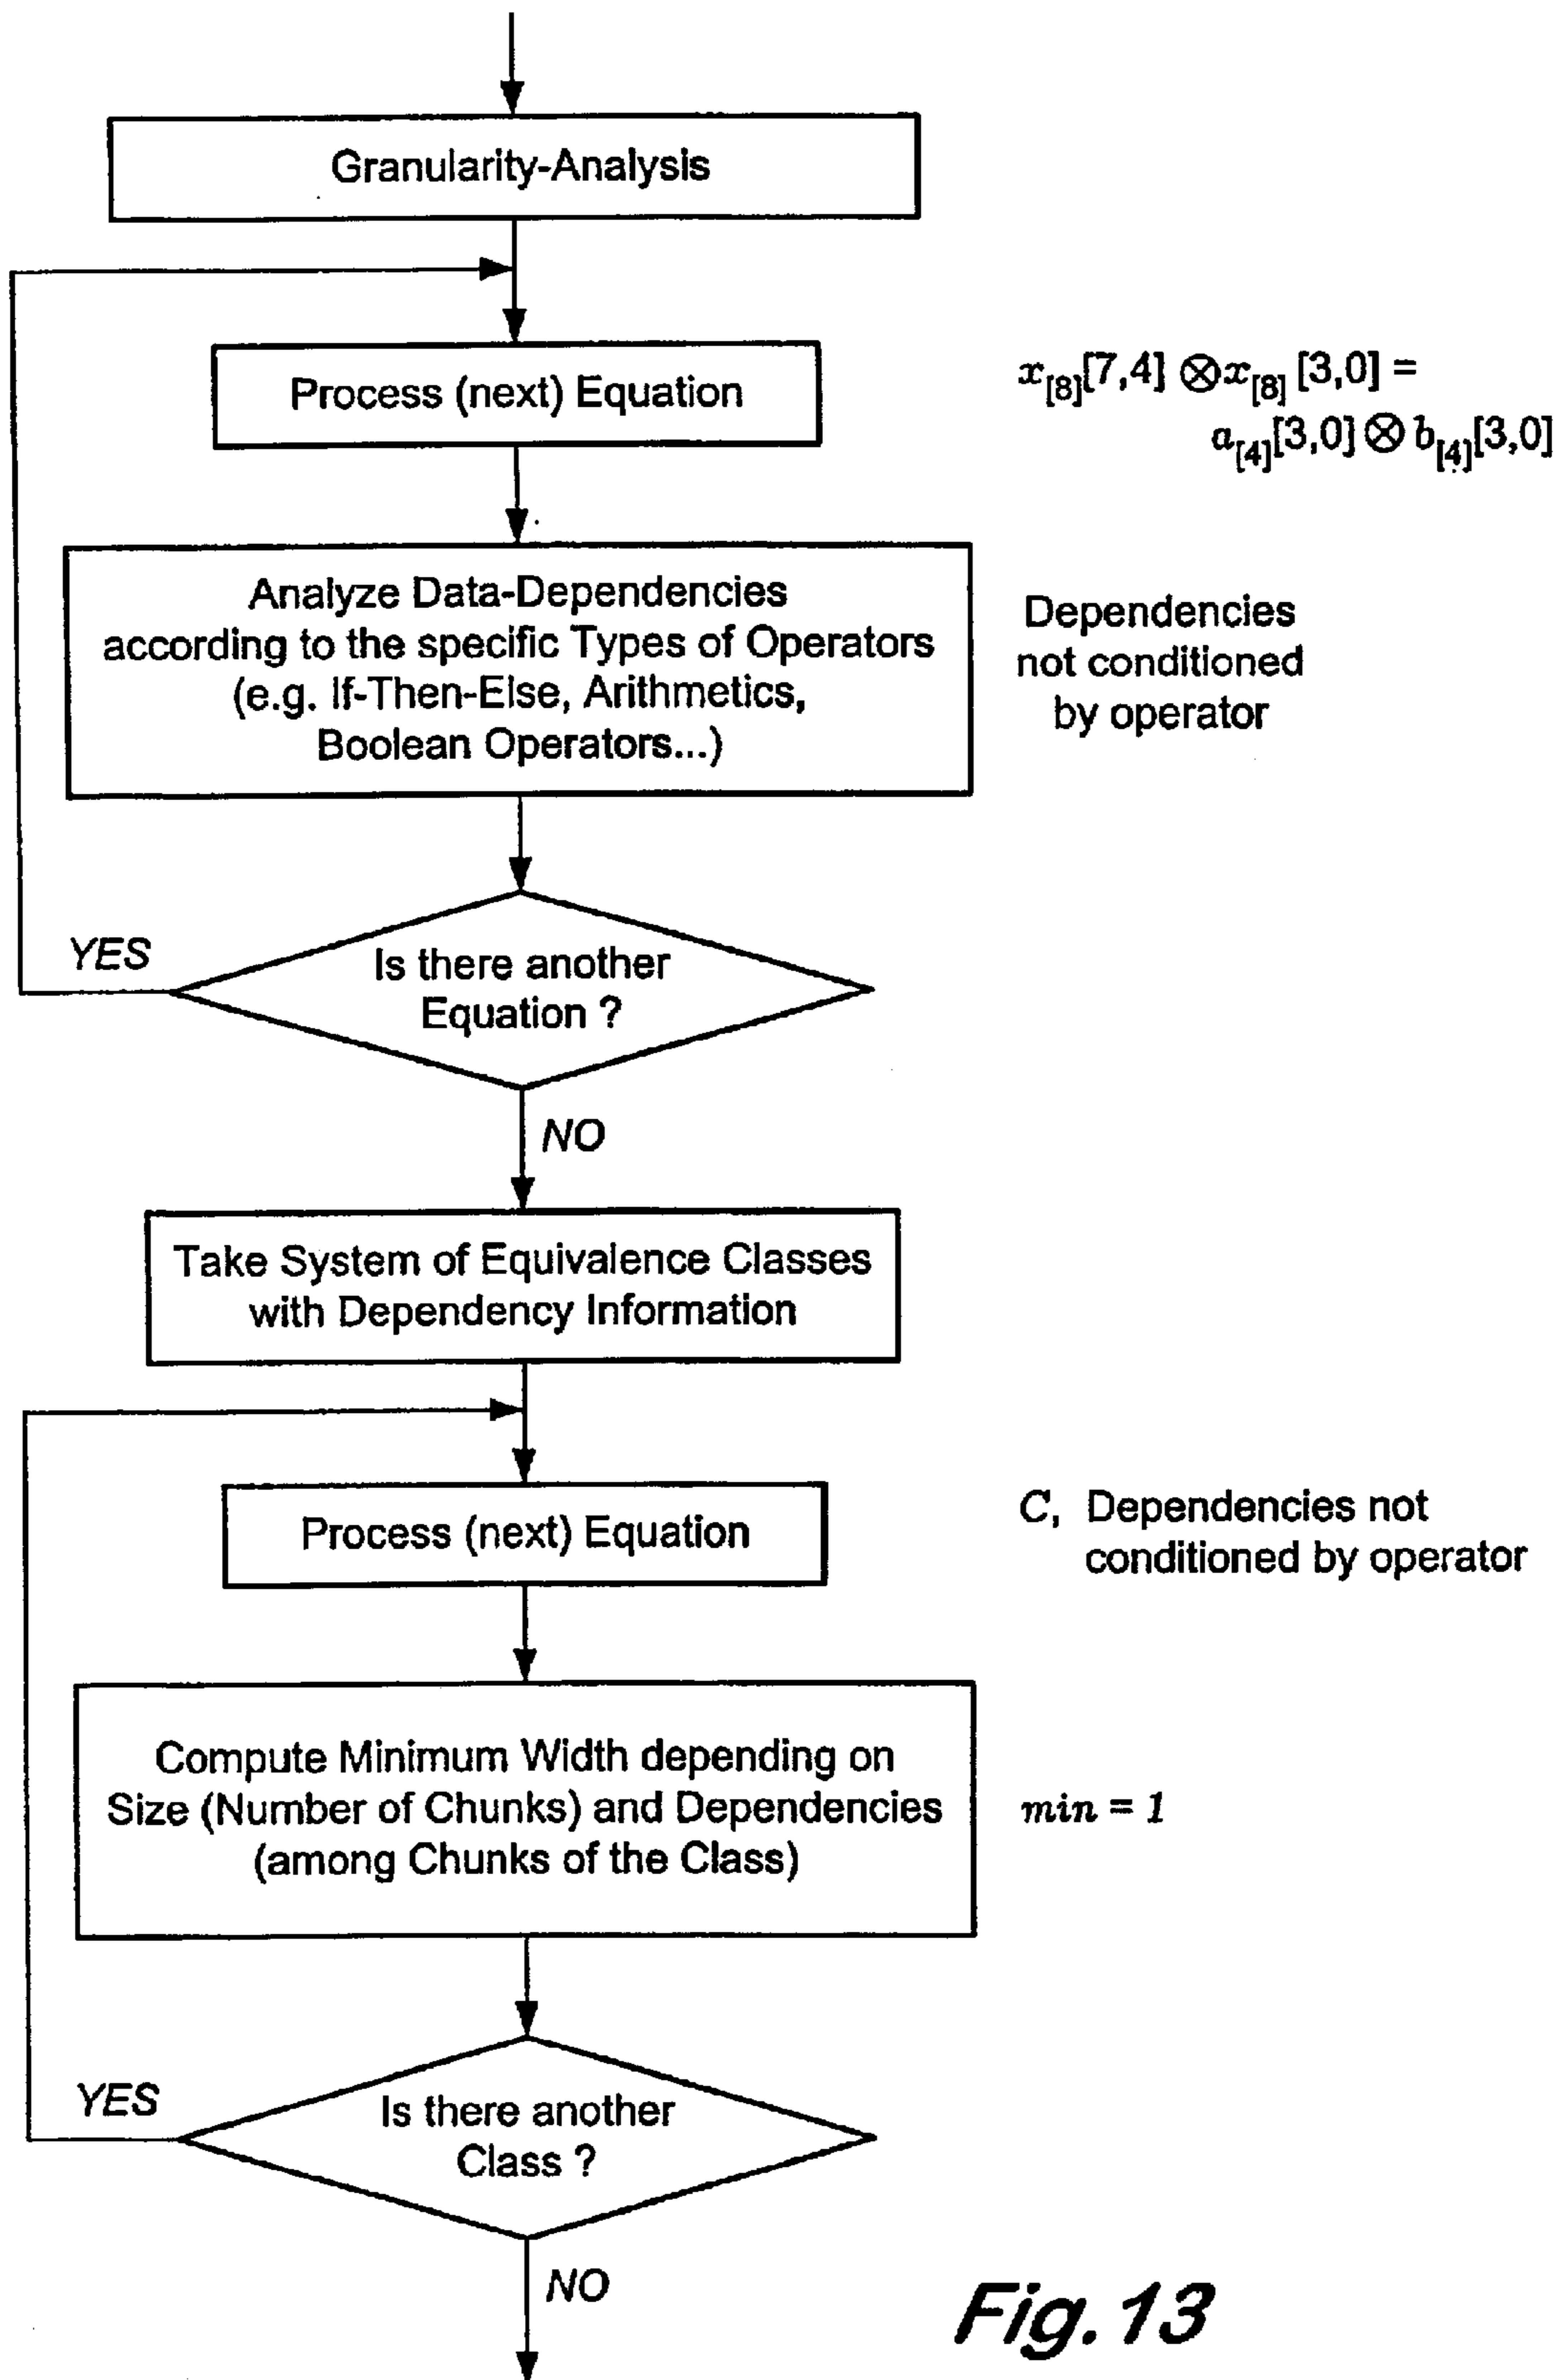 Granularity-Analysis
Process (next) Equation
x[8][7,4] ⊗ x[8] [3,0] =
a[4][3,0] ⊗ b[4][3,0]
Analyze Data-Dependencies
according to the specific Types of Operators
(e.g. If-Then-Else, Arithmetics,
Boolean Operators...)
Dependencies
not conditioned
by operator
YES
Is there another
Equation ?
NO
Take System of Equivalence Classes
with Dependency Information
Process (next) Equation
C, Dependencies not
conditioned by operator
Compute Minimum Width depending on
Size (Number of Chunks) and Dependencies
(among Chunks of the Class)
min = 1
YES
Is there another
Class ?
NO
Fig. 13